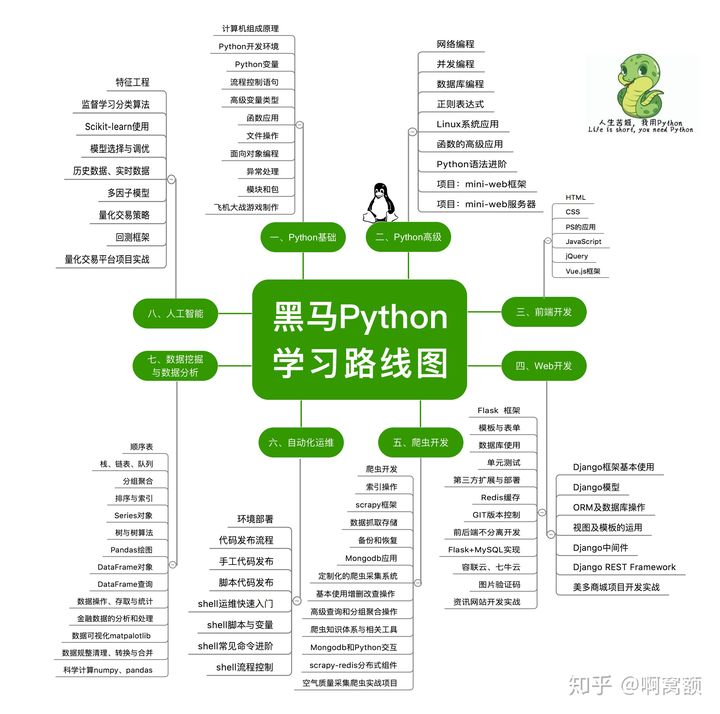 黑马Python
学习路线图
一、Python基础
计算机组成原理
Python开发环境
Python变量
流程控制语句
高级变量类型
函数应用
文件操作
面向对象编程
异常处理
模块和包
飞机大战游戏制作
二、Python高级
网络编程
并发编程
数据库编程
正则表达式
Linux系统应用
函数的高级应用
Python语法进阶
项目：mini-web框架
项目：mini-web服务器
人生苦短，我用Python
Life is short, you need Python
三、前端开发
HTML
CSS
PS的应用
JavaScript
jQuery
Vue.js框架
四、Web开发
Flask 框架
模板与表单
数据库使用
单元测试
第三方扩展与部署
Redis缓存
GIT版本控制
前后端不分离开发
Flask+MySQL实现
容联云、七牛云
图片验证码
资讯网站开发实战
Django框架基本使用
Django模型
ORM及数据库操作
视图及模板的运用
Django中间件
Django REST Framework
美多商城项目开发实战
五、爬虫开发
爬虫开发
索引操作
scrapy框架
数据抓取存储
备份和恢复
Mongodb应用
定制化的爬虫采集系统
基本使用增删改查操作
高级查询和分组聚合操作
爬虫知识体系与相关工具
Mongodb和Python交互
scrapy-redis分布式组件
空气质量采集爬虫实战项目
六、自动化运维
环境部署
代码发布流程
手工代码发布
脚本代码发布
shell运维快速入门
shell脚本与变量
shell常见命令进阶
shell流程控制
七、数据挖掘
与数据分析
顺序表
栈、链表、队列
分组聚合
排序与索引
Series对象
树与树算法
Pandas绘图
DataFrame对象
DataFrame查询
数据操作、存取与统计
金融数据的分析和处理
数据可视化matpalotlib
数据规整清理、转换与合并
科学计算numpy、pandas
八、人工智能
特征工程
监督学习分类算法
Scikit-learn使用
模型选择与调优
历史数据、实时数据
多因子模型
量化交易策略
回测框架
量化交易平台项目实战
知乎 @啊窝额